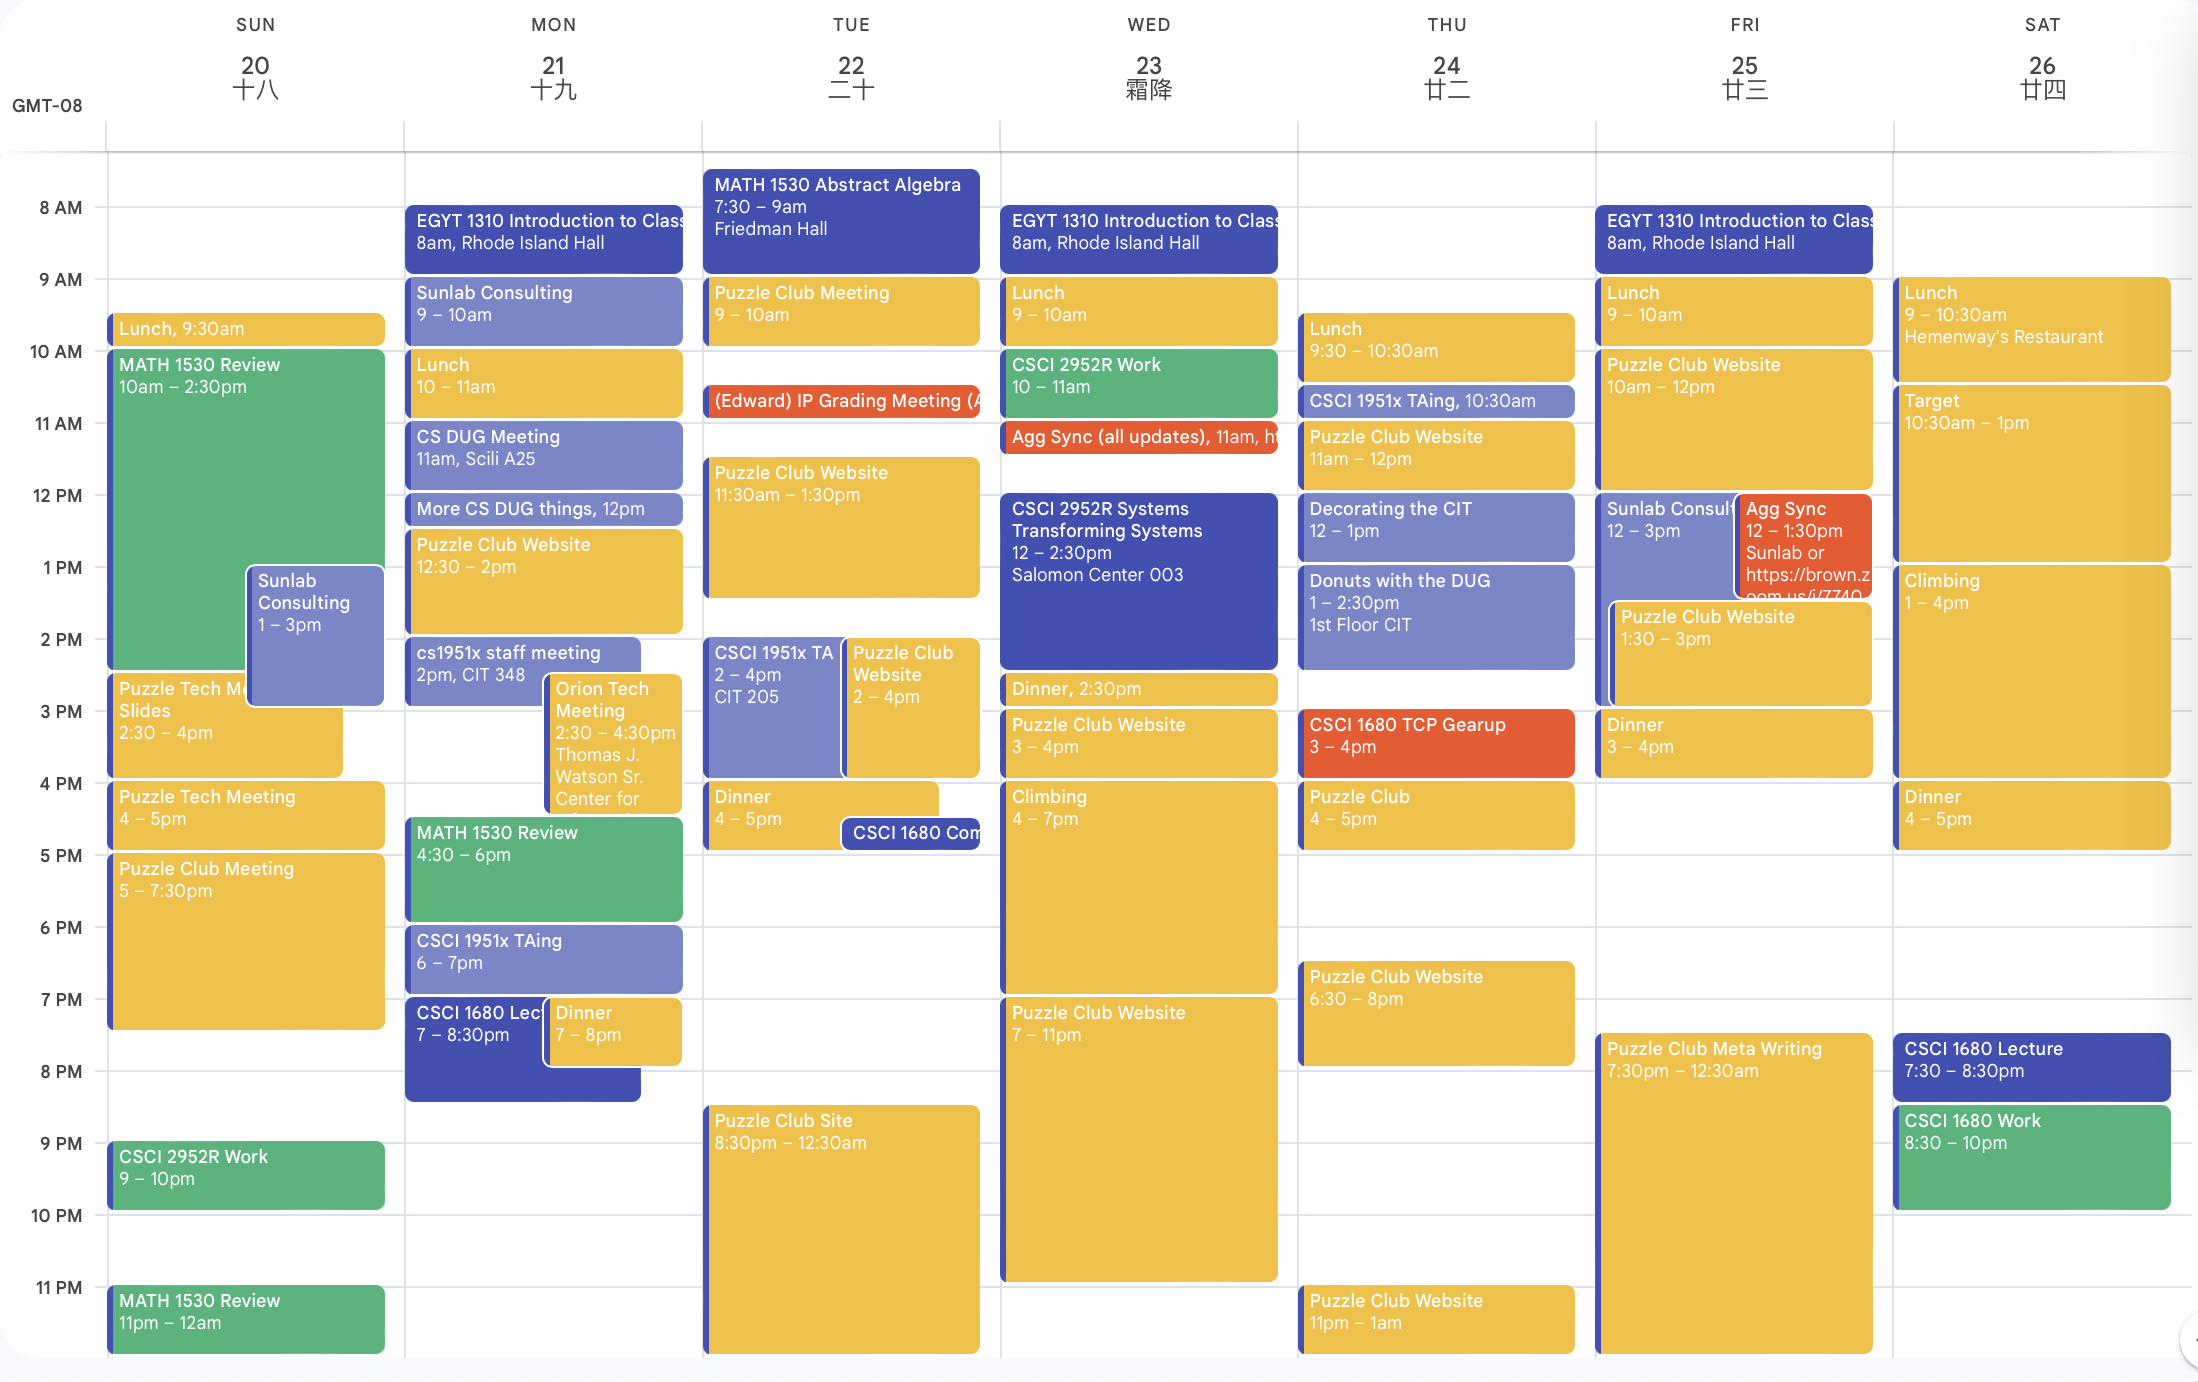 SUN
20
十八
MON
21
十九
TUE
22
二十
WED
23
霜降
THU
24
廿二
FRI
25
廿三
SAT
26
廿四
GMT-08
8 AM
9 AM
10 AM
11 AM
12 PM
1 PM
2 PM
3 PM
4 PM
5 PM
6 PM
7 PM
8 PM
9 PM
10 PM
11 PM
Lunch, 9:30am
MATH 1530 Review
10am – 2:30pm
Sunlab
Consulting
1 – 3pm
Puzzle Tech Me
Slides
2:30 – 4pm
Puzzle Tech Meeting
4 – 5pm
Puzzle Club Meeting
5 – 7:30pm
CSCI 2952R Work
9 – 10pm
MATH 1530 Review
11pm – 12am
EGYT 1310 Introduction to Class
8am, Rhode Island Hall
Sunlab Consulting
9 – 10am
Lunch
10 – 11am
CS DUG Meeting
11am, Scili A25
More CS DUG things, 12pm
Puzzle Club Website
12:30 – 2pm
cs1951x staff meeting
2pm, CIT 348
Orion Tech
Meeting
2:30 – 4:30pm
Thomas J.
Watson Sr.
Center for
MATH 1530 Review
4:30 – 6pm
CSCI 1951x TAing
6 – 7pm
CSCI 1680 Lect
7 – 8:30pm
Dinner
7 – 8pm
MATH 1530 Abstract Algebra
7:30 – 9am
Friedman Hall
Puzzle Club Meeting
9 – 10am
(Edward) IP Grading Meeting (A
Puzzle Club Website
11:30am – 1:30pm
CSCI 1951x TA
2 – 4pm
CIT 205
Puzzle Club
Website
2 – 4pm
Dinner
4 – 5pm
CSCI 1680 Com
Puzzle Club Site
8:30pm – 12:30am
EGYT 1310 Introduction to Class
8am, Rhode Island Hall
Lunch
9 – 10am
CSCI 2952R Work
10 – 11am
Agg Sync (all updates), 11am, ht
CSCI 2952R Systems
Transforming Systems
12 – 2:30pm
Salomon Center 003
Dinner, 2:30pm
Puzzle Club Website
3 – 4pm
Climbing
4 – 7pm
Puzzle Club Website
7 – 11pm
Lunch
9:30 – 10:30am
CSCI 1951x TAing, 10:30am
Puzzle Club Website
11am – 12pm
Decorating the CIT
12 – 1pm
Donuts with the DUG
1 – 2:30pm
1st Floor CIT
CSCI 1680 TCP Gearup
3 – 4pm
Puzzle Club
4 – 5pm
Puzzle Club Website
6:30 – 8pm
Puzzle Club Website
11pm – 1am
EGYT 1310 Introduction to Class
8am, Rhode Island Hall
Lunch
9 – 10am
Puzzle Club Website
10am – 12pm
Sunlab Consult
12 – 3pm
Agg Sync
12 – 1:30pm
Sunlab or
https://brown.z
oom.us/j/7740
Puzzle Club Website
1:30 – 3pm
Dinner
3 – 4pm
Puzzle Club Meta Writing
7:30pm – 12:30am
Lunch
9 – 10:30am
Hemenway's Restaurant
Target
10:30am – 1pm
Climbing
1 – 4pm
Dinner
4 – 5pm
CSCI 1680 Lecture
7:30 – 8:30pm
CSCI 1680 Work
8:30 – 10pm